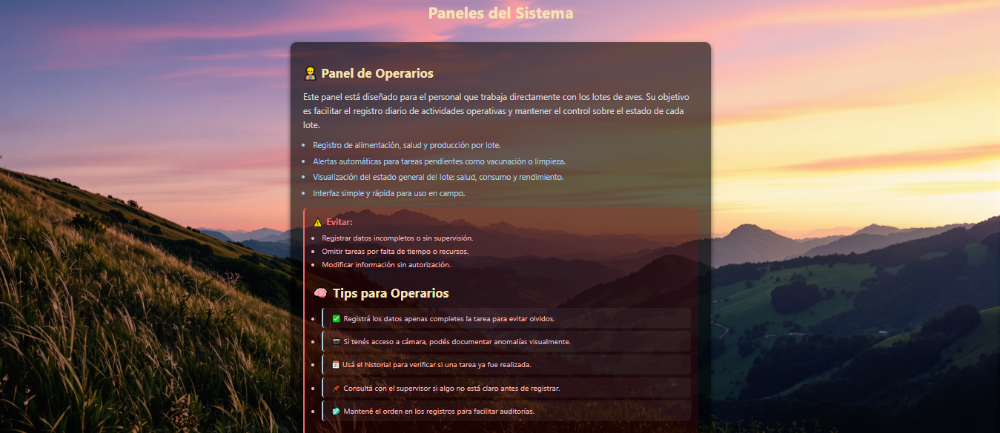 Paneles del Sistema
Panel de Operarios
Este panel está diseñado para el personal que trabaja directamente con los lotes de aves. Su objetivo
es facilitar el registro diario de actividades operativas y mantener el control sobre el estado de cada
lote.
Registro de alimentación, salud y producción por lote.
Alertas automáticas para tareas pendientes como vacunación o limpieza.
Visualización del estado general del lote: salud, consumo y rendimiento.
Interfaz simple y rápida para uso en campo.
Evitar:
Registrar datos incompletos o sin supervisión.
Omitir tareas por falta de tiempo o recursos.
Modificar información sin autorización.
Tips para Operarios
Registrá los datos apenas completes la tarea para evitar olvidos.
Si tenés acceso a cámara, podés documentar anomalías visualmente.
Usá el historial para verificar si una tarea ya fue realizada.
Consultá con el supervisor si algo no está claro antes de registrar.
Mantené el orden en los registros para facilitar auditorías.